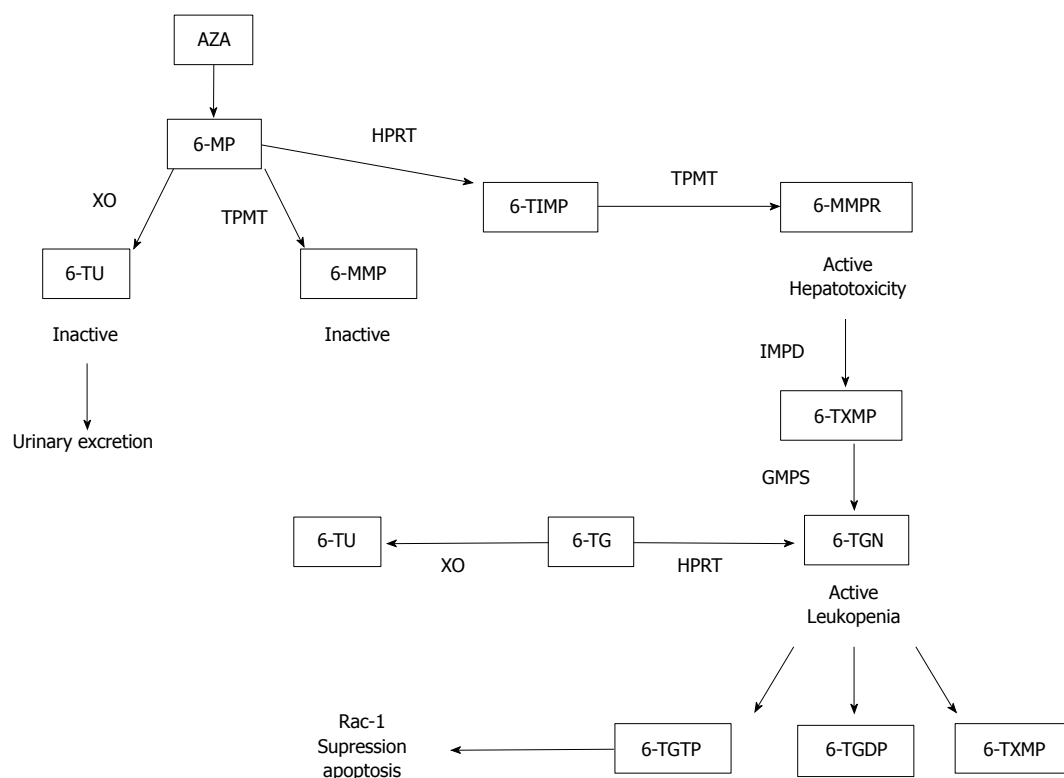 AZA
6-MP
HPRT
XO
TPMT
6-TIMP
TPMT
6-MMPR
6-TU
6-MMP
Active
Hepatotoxicity
Inactive
Inactive
IMPD
Urinary excretion
6-TXMP
GMPS
6-TU
XO
6-TG
HPRT
6-TGN
Active
Leukopenia
Rac-1
Supression
apoptosis
6-TGTP
6-TGDP
6-TXMP